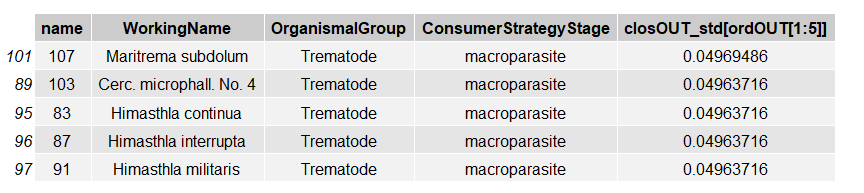 name WorkingName OrganismalGroup ConsumerStrategyStage closOUT_std[ordOUT[1:5]]
101 107 Maritrema subdolum Trematode macroparasite 0.04969486
89 103 Cerc. microphall. No. 4 Trematode macroparasite 0.04963716
95 83 Himasthla continua Trematode macroparasite 0.04963716
96 87 Himasthla interrupta Trematode macroparasite 0.04963716
97 91 Himasthla militaris Trematode macroparasite 0.04963716